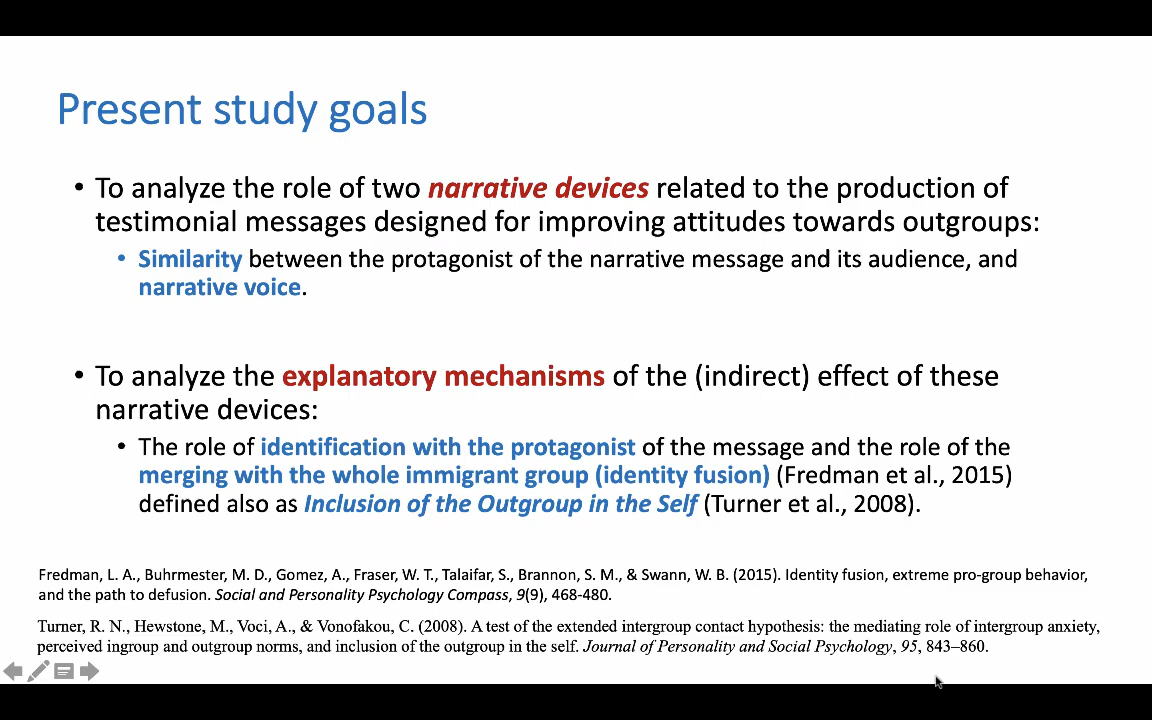 Present study goals
• To analyze the role of two narrative devices related to the production of
testimonial messages designed for improving attitudes towards outgroups:
• Similarity between the protagonist of the narrative message and its audience, and
narrative voice.
• To analyze the explanatory mechanisms of the (indirect) effect of these
narrative devices:
• The role of identification with the protagonist of the message and the role of the
merging with the whole immigrant group (identity fusion) (Fredman et al., 2015)
defined also as Inclusion of the Outgroup in the Self (Turner et al., 2008).
Fredman, L. A., Buhrmester, M. D., Gomez, A., Fraser, W. T., Talaifar, S., Brannon, S. M., & Swann, W. B. (2015). Identity fusion, extreme pro-group behavior,
and the path to defusion. Social and Personality Psychology Compass, 9(9), 468-480.
Turner, R. N., Hewstone, M., Voci, A., & Vonofakou, C. (2008). A test of the extended intergroup contact hypothesis: the mediating role of intergroup anxiety,
perceived ingroup and outgroup norms, and inclusion of the outgroup in the self. Journal of Personality and Social Psychology, 95, 843–860.